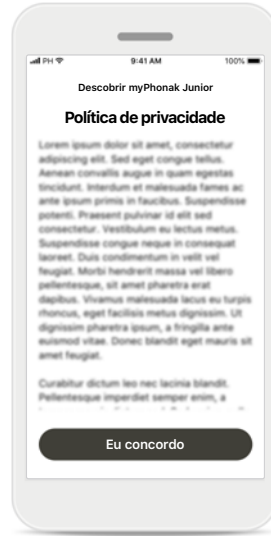 PH 9:41 AM 100%
Descobrir myPhonak Junior
Política de privacidade
Lorem ipsum dolor sit amet, consectetur
adipiscing elit. Sed eget congue tellus.
Aenean convallis augue in quam egestas
tincidunt. Interdum et malesuada fames ac
ante ipsum primis in faucibus. Suspendisse
potenti. Praesent pulvinar id elit sed
consectetur. Vestibulum eu lectus metus.
Suspendisse congue neque in consequat
laoreet. Duis condimentum in velit vel
feugiat. Morbi hendrerit massa vel libero
pellentesque, sit amet pharetra erat
dapibus. Vivamus malesuada lacus eu turpis
rhoncus, eget facilisis metus dignissim. Ut
dignissim pharetra ipsum, a fringilla ante
euismod vitae. Donec blandit eget mauris sit
amet feugiat.
Curabitur dictum leo nec lacinia blandit.
Pellentesque imperdiet semper enim, a
Eu concordo